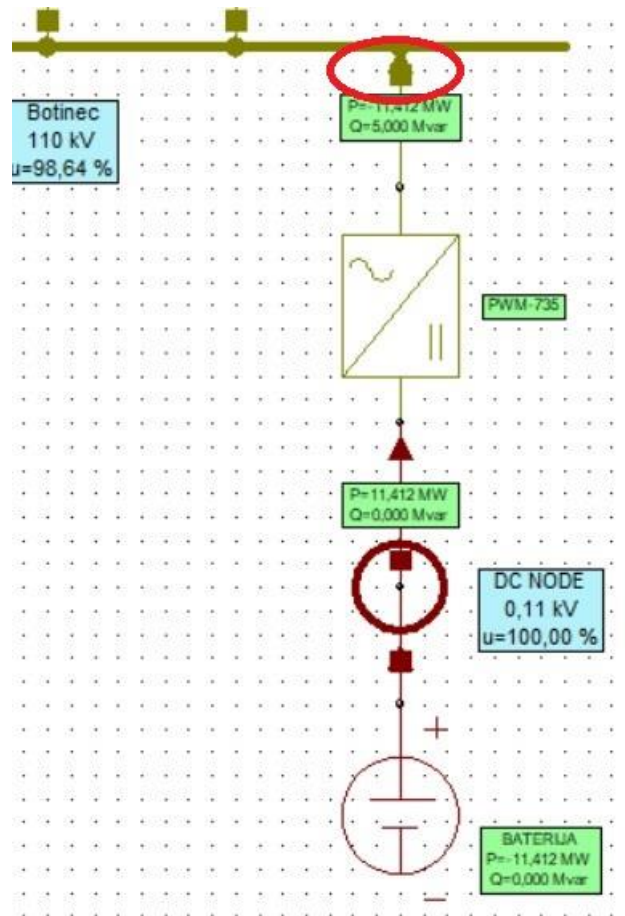 P=-11,412 MW
Q=5,000 Mvar
Botinec
110 kV
u=98,64 %
PWM-735
P=11,412 MW
Q=0,000 Mvar
DC NODE
0,11 kV
u=100,00 %
+
BATERIJA
P=-11,412 MW
Q=0,000 Mvar
−